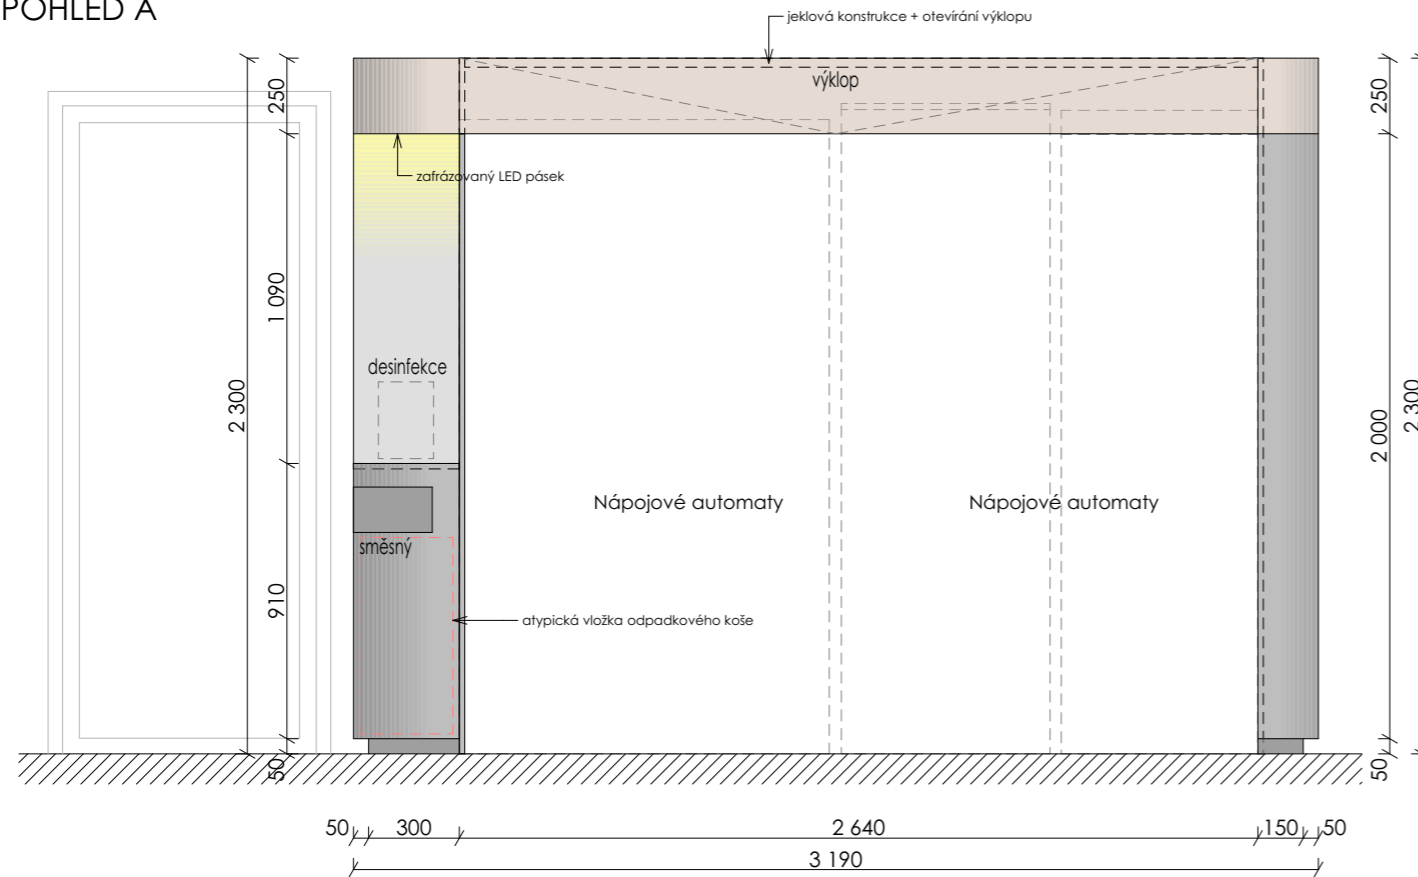 POHLED A
jeklová konstrukce + otevírání výklopu
výklop
zafrázovaný LED pásek
desinfekce
směsný
Nápojové automaty
Nápojové automaty
atypická vložka odpadkového koše
250
1 090
2 300
910
50
250
2 000
2 300
50
50
300
2 640
150
50
3 190